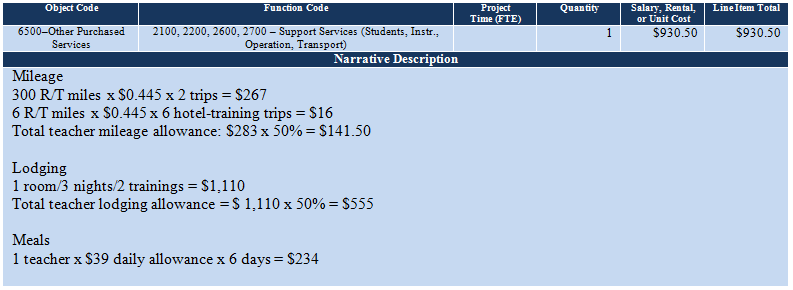 Object Code Function Code Project Time (FTE) Quantity Salary, Rental, or Unit Cost Line Item Total
6500–Other Purchased Services 2100, 2200, 2600, 2700 – Support Services (Students, Instr., Operation, Transport) 1 $930.50 $930.50
Narrative Description
Mileage
300 R/T miles x $0.445 x 2 trips = $267
6 R/T miles x $0.445 x 6 hotel-training trips = $16
Total teacher mileage allowance: $283 x 50% = $141.50
Lodging
1 room/3 nights/2 trainings = $1,110
Total teacher lodging allowance = $ 1,110 x 50% = $555
Meals
1 teacher x $39 daily allowance x 6 days = $234